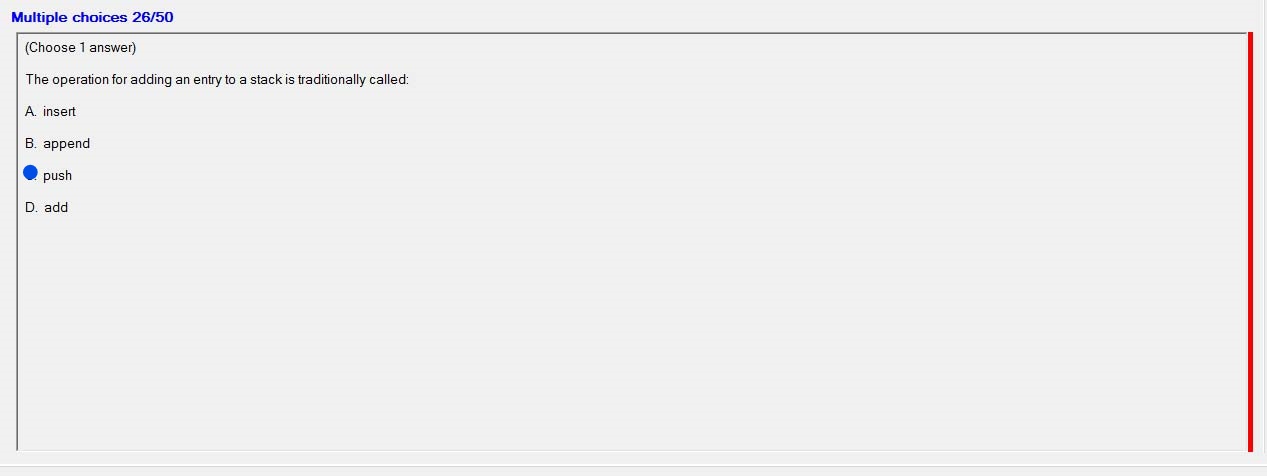 Multiple choices 26/50
(Choose 1 answer)
The operation for adding an entry to a stack is traditionally called:
A. insert
B. append
push
D. add